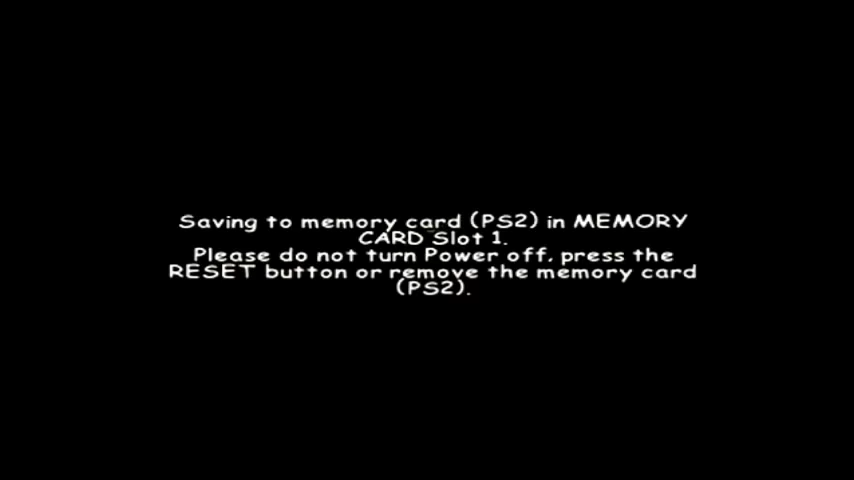 Saving to memory card (PS2) in MEMORY
CARD Slot 1.
Please do not turn Power off, press the
RESET button or remove the memory card
(PS2).